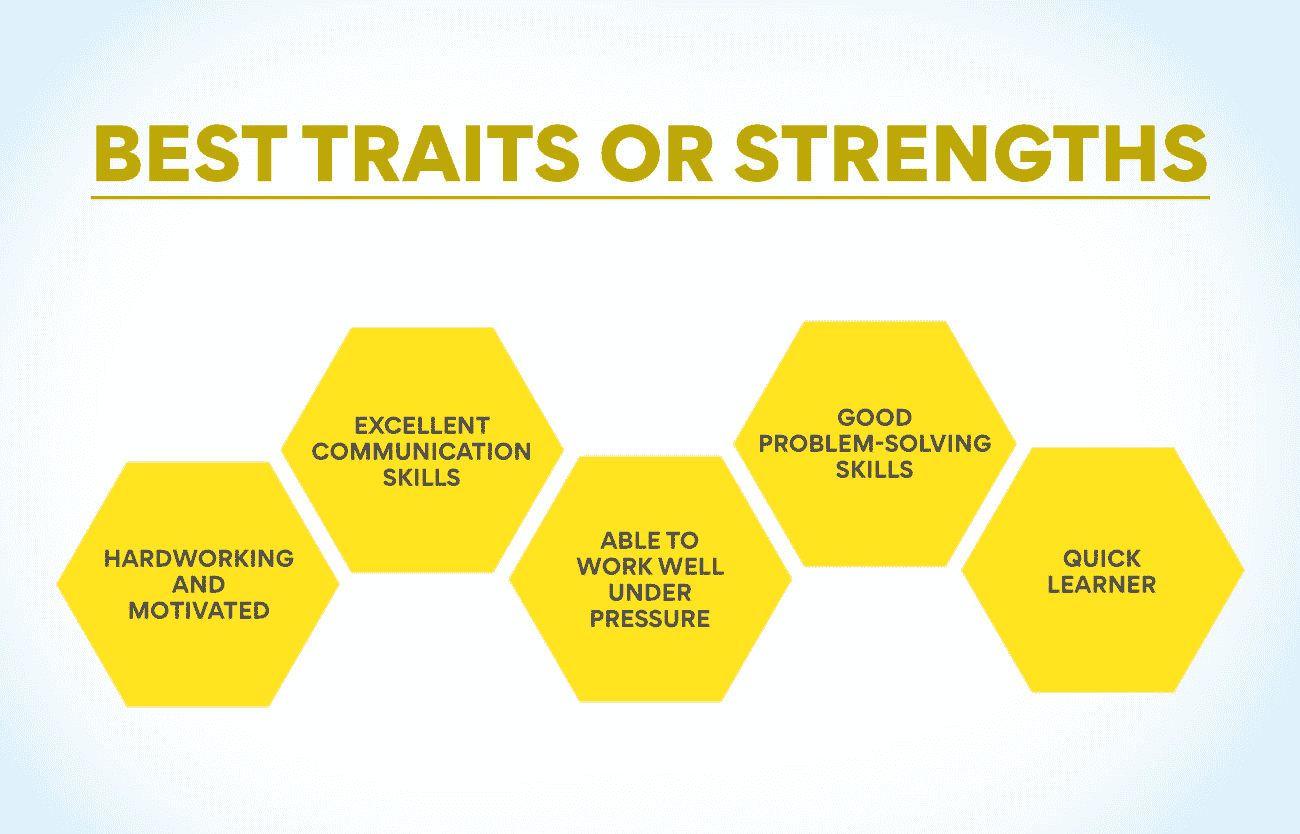 BEST TRAITS OR STRENGTHS
HARDWORKING
AND
MOTIVATED
EXCELLENT
COMMUNICATION
SKILLS
ABLE TO
WORK WELL
UNDER
PRESSURE
GOOD
PROBLEM-SOLVING
SKILLS
QUICK
LEARNER